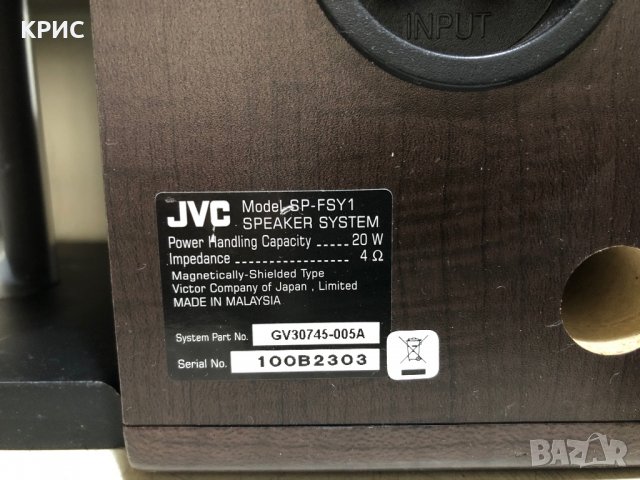 КРИС
INPUT
JVC
Model SP-FSY1
SPEAKER SYSTEM
Power Handling Capacity ..... 20 W
Impedance .................... 4 Ω
Magnetically-Shielded Type
Victor Company of Japan , Limited
MADE IN MALAYSIA
System Part No. GV30745-005A
Serial No. 100B2303
BAZAR